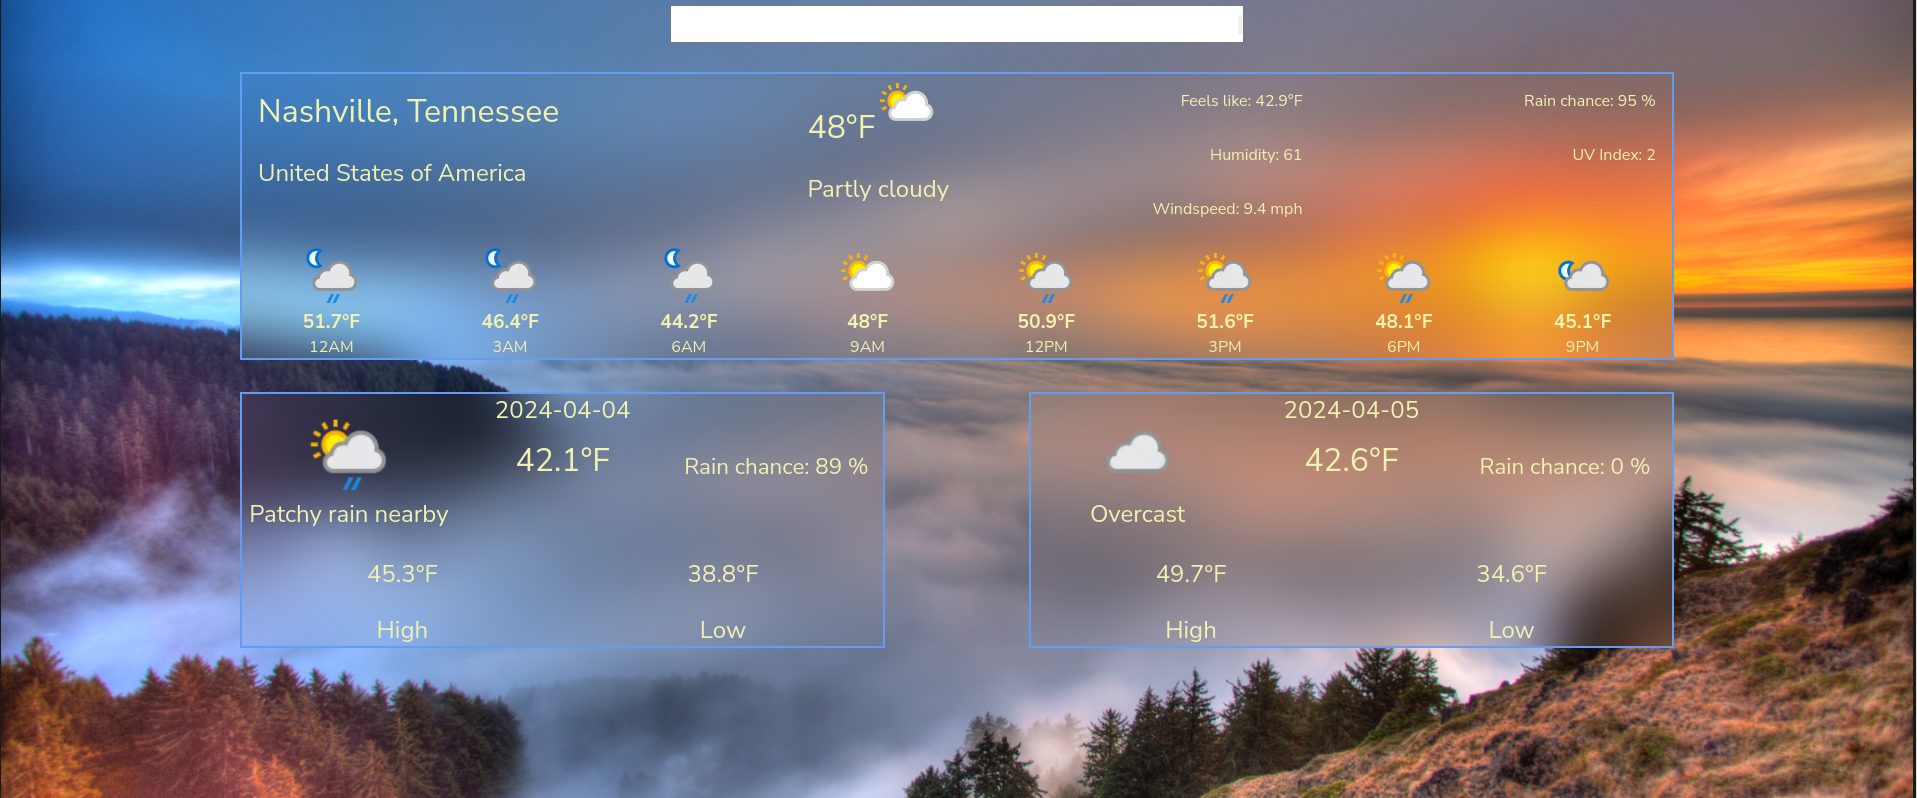 Nashville, Tennessee
United States of America
48°F
Partly cloudy
Feels like: 42.9°F
Humidity: 61
Windspeed: 9.4 mph
Rain chance: 95 %
UV Index: 2
51.7°F
12AM
46.4°F
3AM
44.2°F
6AM
48°F
9AM
50.9°F
12PM
51.6°F
3PM
48.1°F
6PM
45.1°F
9PM
2024-04-04
42.1°F
Rain chance: 89 %
Patchy rain nearby
45.3°F
High
38.8°F
Low
2024-04-05
42.6°F
Rain chance: 0 %
Overcast
49.7°F
High
34.6°F
Low